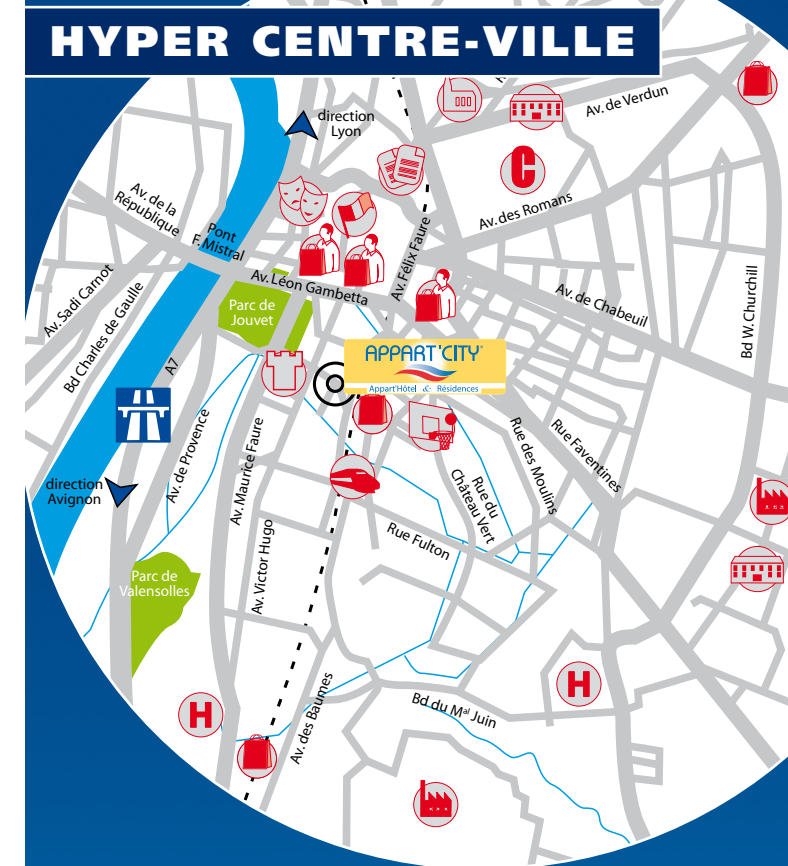 HYPER CENTRE-VILLE
direction
Lyon
Av. de Verdun
C
Av. de la
République
Pont
F. Mistral
Av. des Romans
Av. Félix Faure
Av. Léon Gambetta
Av. Sadi Carnot
Bd Charles de Gaulle
Parc de
Jouvet
Av. de Chabeuil
Bd W. Churchill
APPART'CITY
Appart'Hôtel & Résidences
A7
direction
Avignon
Av. de Provence
Av. Maurice Faure
Rue des Moulins
Rue Faventines
Rue du
Château Vert
Rue Fulton
Av. Victor Hugo
Parc de
Valensolles
H
H
Av. des Baumes
Bd du Mal Juin